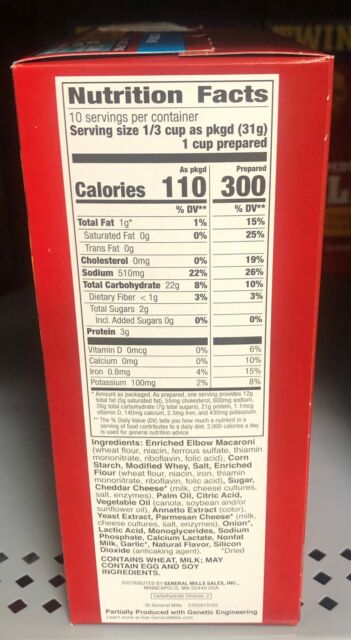 Nutrition Facts
10 servings per container
Serving size 1/3 cup as pkgd (31g)
1 cup prepared
As pkgd Prepared
Calories 110 300
% DV** % DV**
Total Fat 1g* 1% 15%
Saturated Fat 0g 0% 25%
Trans Fat 0g
Cholesterol 0mg 0% 19%
Sodium 510mg 22% 26%
Total Carbohydrate 22g 8% 10%
Dietary Fiber < 1g 3% 3%
Total Sugars 2g
Incl. Added Sugars 0g 0% 0%
Protein 3g
Vitamin D 0mcg 0% 6%
Calcium 0mg 0% 10%
Iron 0.8mg 4% 15%
Potassium 100mg 2% 8%
* Amount as packaged. As prepared, one serving provides 12g
total fat (5g saturated fat), 55mg cholesterol, 600mg sodium,
26g total carbohydrate (7g total sugars), 21g protein, 1.1mcg
vitamin D, 140mg calcium, 2.3mg iron, and 430mg potassium.
** The % Daily Value (DV) tells you how much a nutrient in a
serving of food contributes to a daily diet. 2,000 calories a day
is used for general nutrition advice.
Ingredients: Enriched Elbow Macaroni
(wheat flour, niacin, ferrous sulfate, thiamin
mononitrate, riboflavin, folic acid), Corn
Starch, Modified Whey, Salt, Enriched
Flour (wheat flour, niacin, iron, thiamin
mononitrate, riboflavin, folic acid), Sugar,
Cheddar Cheese* (milk, cheese cultures,
salt, enzymes), Palm Oil, Citric Acid,
Vegetable Oil (canola, soybean and/or
sunflower oil), Annatto Extract (color),
Yeast Extract, Parmesan Cheese* (milk,
cheese cultures, salt, enzymes), Onion*,
Lactic Acid, Monoglycerides, Sodium
Phosphate, Calcium Lactate, Nonfat
Milk, Garlic*, Natural Flavor, Silicon
Dioxide (anticaking agent). *Dried
CONTAINS WHEAT, MILK; MAY
CONTAIN EGG AND SOY
INGREDIENTS.
DISTRIBUTED BY GENERAL MILLS SALES, INC.,
MINNEAPOLIS, MN 55440 USA
Carbohydrate Choices: 2
© General Mills
Partially Produced with Genetic Engineering
Learn more at Ask.GeneralMills.com